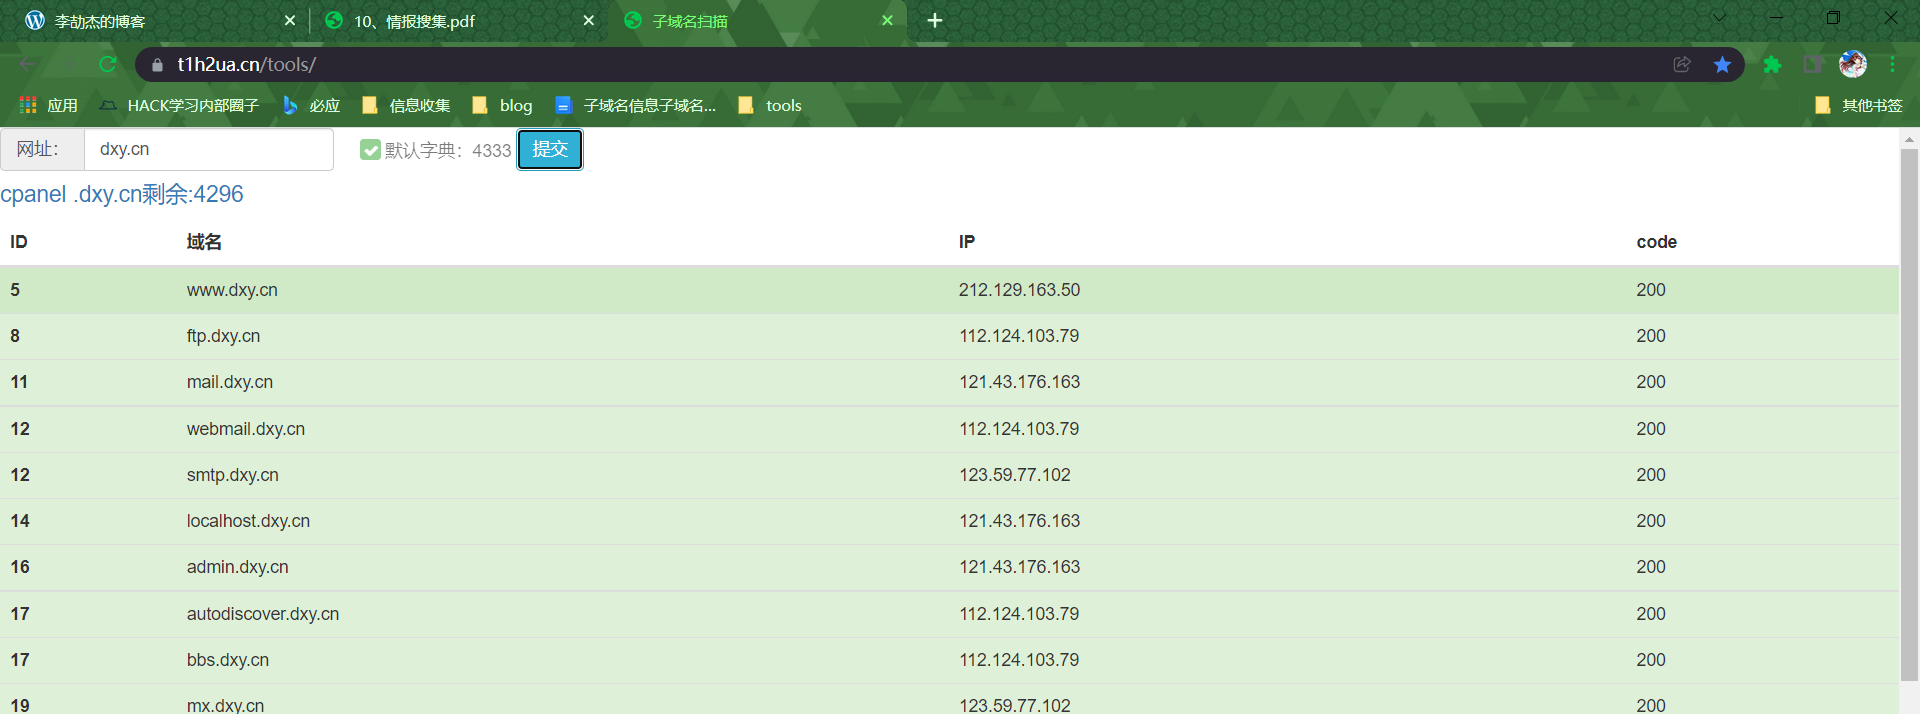 李劼杰的博客
10、情报搜集.pdf
子域名扫描
t1h2ua.cn/tools/
应用
HACK学习内部圈子
必应
信息收集
blog
子域名信息子域名...
tools
其他书签
网址: dxy.cn 默认字典：4333 提交
cpanel .dxy.cn剩余:4296
ID 域名 IP code
5 www.dxy.cn 212.129.163.50 200
8 ftp.dxy.cn 112.124.103.79 200
11 mail.dxy.cn 121.43.176.163 200
12 webmail.dxy.cn 112.124.103.79 200
12 smtp.dxy.cn 123.59.77.102 200
14 localhost.dxy.cn 121.43.176.163 200
16 admin.dxy.cn 121.43.176.163 200
17 autodiscover.dxy.cn 112.124.103.79 200
17 bbs.dxy.cn 112.124.103.79 200
19 mx.dxy.cn 123.59.77.102 200